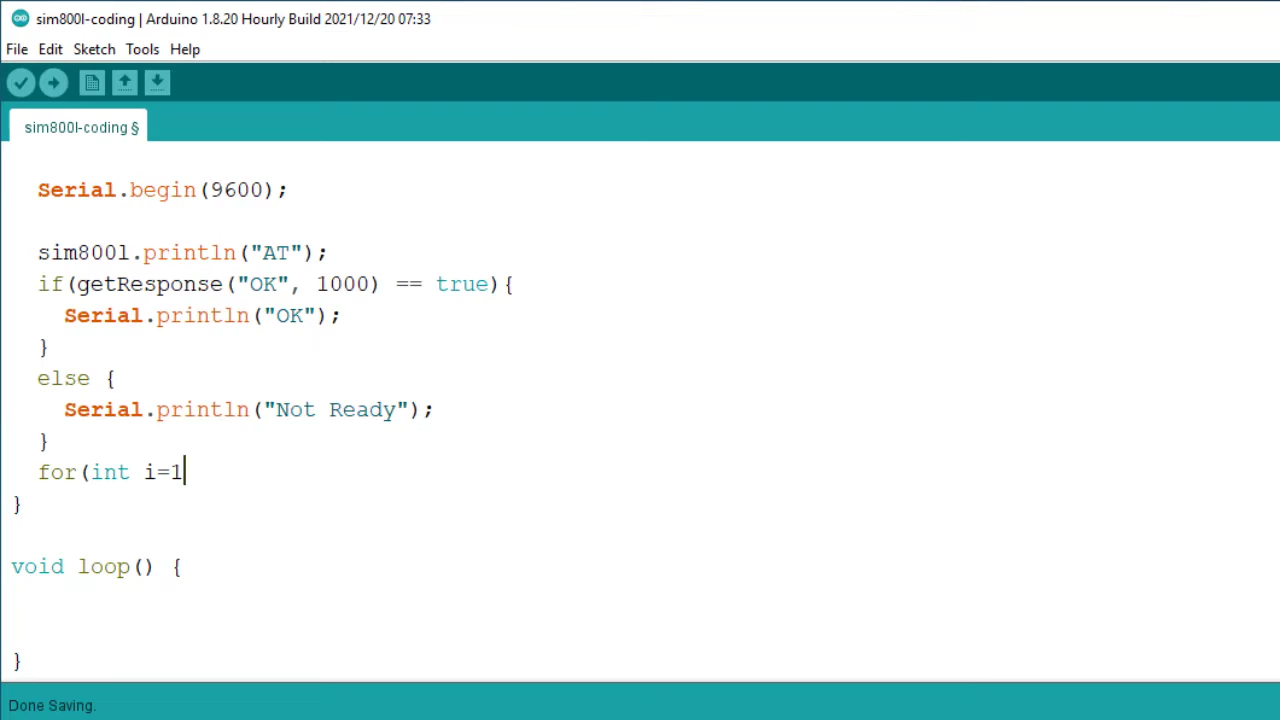 sim800l-coding | Arduino 1.8.20 Hourly Build 2021/12/20 07:33
File Edit Sketch Tools Help
sim800l-coding §
Serial.begin(9600);
sim800l.println("AT");
if(getResponse("OK", 1000) == true){
Serial.println("OK");
}
else {
Serial.println("Not Ready");
}
for(int i=1
}
void loop() {
}
Done Saving.